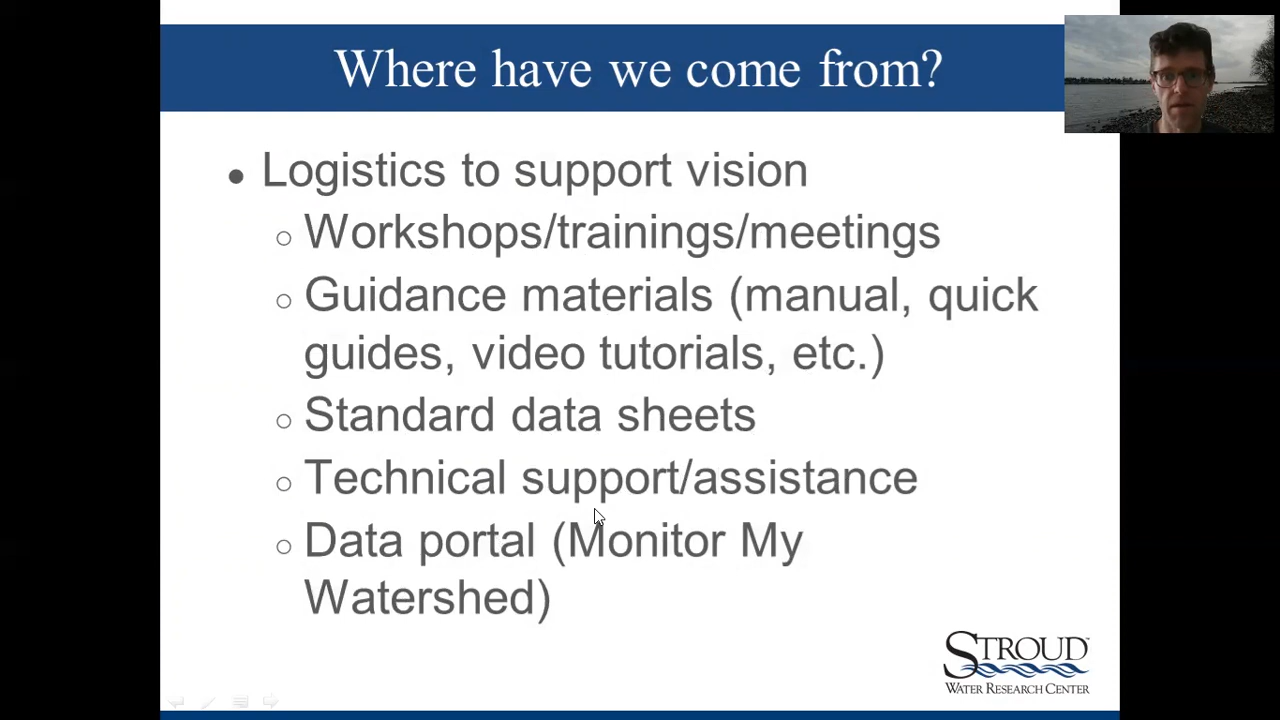 Where have we come from?
• Logistics to support vision
○ Workshops/trainings/meetings
○ Guidance materials (manual, quick
guides, video tutorials, etc.)
○ Standard data sheets
○ Technical support/assistance
○ Data portal (Monitor My
Watershed)
STROUD™
WATER RESEARCH CENTER